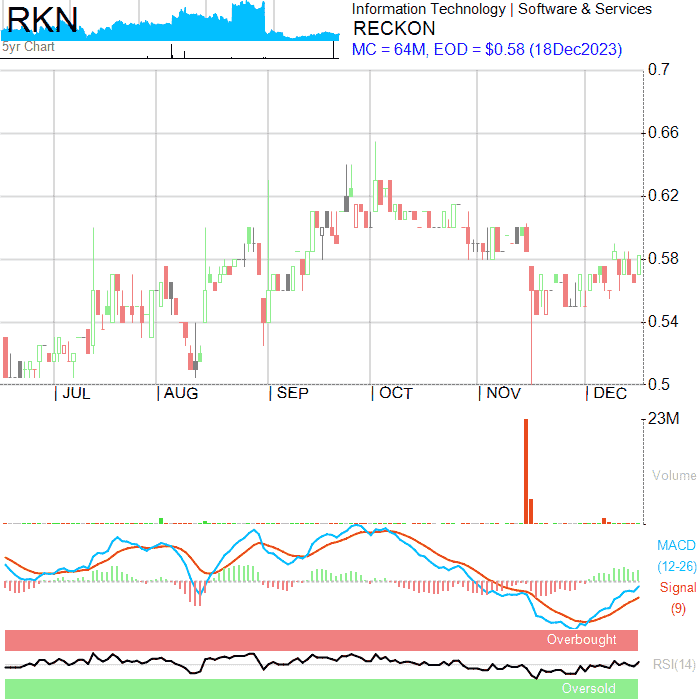 RKN
5yr Chart
Information Technology | Software & Services
RECKON
MC = 64M, EOD = $0.58 (18Dec2023)
0.7
0.66
0.62
0.58
0.54
0.5
JUL AUG SEP OCT NOV DEC
23M
Volume
MACD
(12-26)
Signal
(9)
Overbought
RSI(14)
Oversold